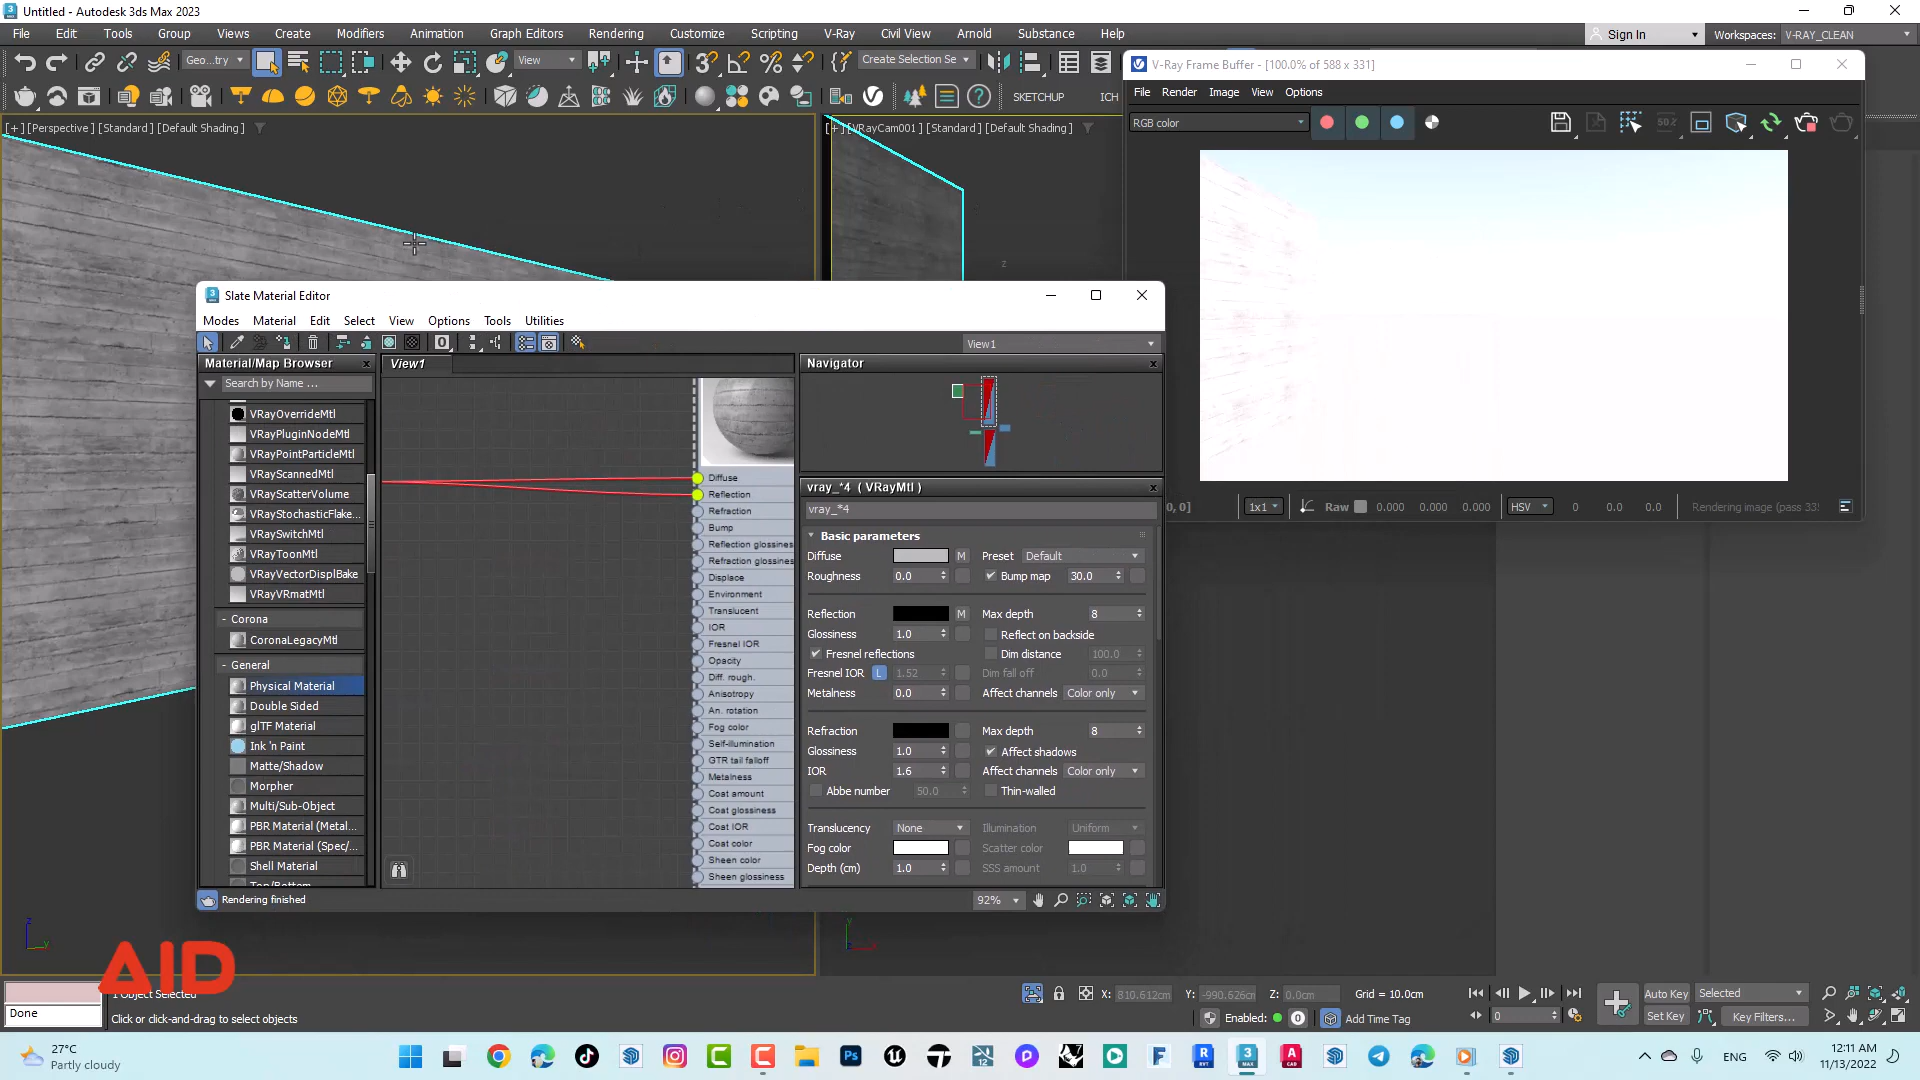 Untitled - Autodesk 3ds Max 2023
File Edit Tools Group Views Create Modifiers Animation Graph Editors Rendering Customize Scripting Civil View V-Ray Arnold Substance Help
Sign In Workspaces: V-RAY_CLEAN
Geo...try View Create Selection Se
SKETCHUP ICH
[+] [Perspective ] [Standard ] [Default Shading ]
[+] [VRayCam001 ] [Standard ] [Default Shading ]
V-Ray Frame Buffer - [100.0% of 588 x 331]
File Render Image View Options
RGB color
50%
0, 0] 1x1 Raw 0.000 0.000 0.000 HSV 0 0.0 0.0 Rendering image (pass 33
Slate Material Editor
Modes Material Edit Select View Options Tools Utilities
View1
Material/Map Browser
Search by Name ...
VRayOverrideMtl
VRayPluginNodeMtl
VRayPointParticleMtl
VRayScannedMtl
VRayScatterVolume
VRayStochasticFlake...
VRaySwitchMtl
VRayToonMtl
VRayVectorDisplBake
VRayVRmatMtl
- Corona
CoronaLegacyMtl
- General
Physical Material
Double Sided
glTF Material
Ink 'n Paint
Matte/Shadow
Morpher
Multi/Sub-Object
PBR Material (Metal...
PBR Material (Spec/...
Shell Material
Top/Bottom
View1
Diffuse
Reflection
Refraction
Bump
Reflection glossiness
Refraction glossiness
Displace
Environment
Translucent
IOR
Fresnel IOR
Opacity
Diff. rough.
Anisotropy
An. rotation
Fog color
Self-illumination
GTR tail falloff
Metalness
Coat amount
Coat glossiness
Coat IOR
Coat color
Sheen color
Sheen glossiness
Navigator
vray_*4 ( VRayMtl )
vray_*4
Basic parameters
Diffuse M Preset Default
Roughness 0.0 Bump map 30.0
Reflection M Max depth 8
Glossiness 1.0 Reflect on backside
Fresnel reflections Dim distance 100.0
Fresnel IOR L 1.52 Dim fall off 0.0
Metalness 0.0 Affect channels Color only
Refraction Max depth 8
Glossiness 1.0 Affect shadows
IOR 1.6 Affect channels Color only
Abbe number 50.0 Thin-walled
Translucency None Illumination Uniform
Fog color Scatter color
Depth (cm) 1.0 SSS amount 1.0
Rendering finished
92%
AID
1 Object Selected
Done
Click or click-and-drag to select objects
X: 810.612cm Y: -990.626cm Z: 0.0cm Grid = 10.0cm
Enabled: 0 Add Time Tag
0
Auto Key Selected
Set Key Key Filters...
27°C
Partly cloudy
ENG
12:11 AM
11/13/2022